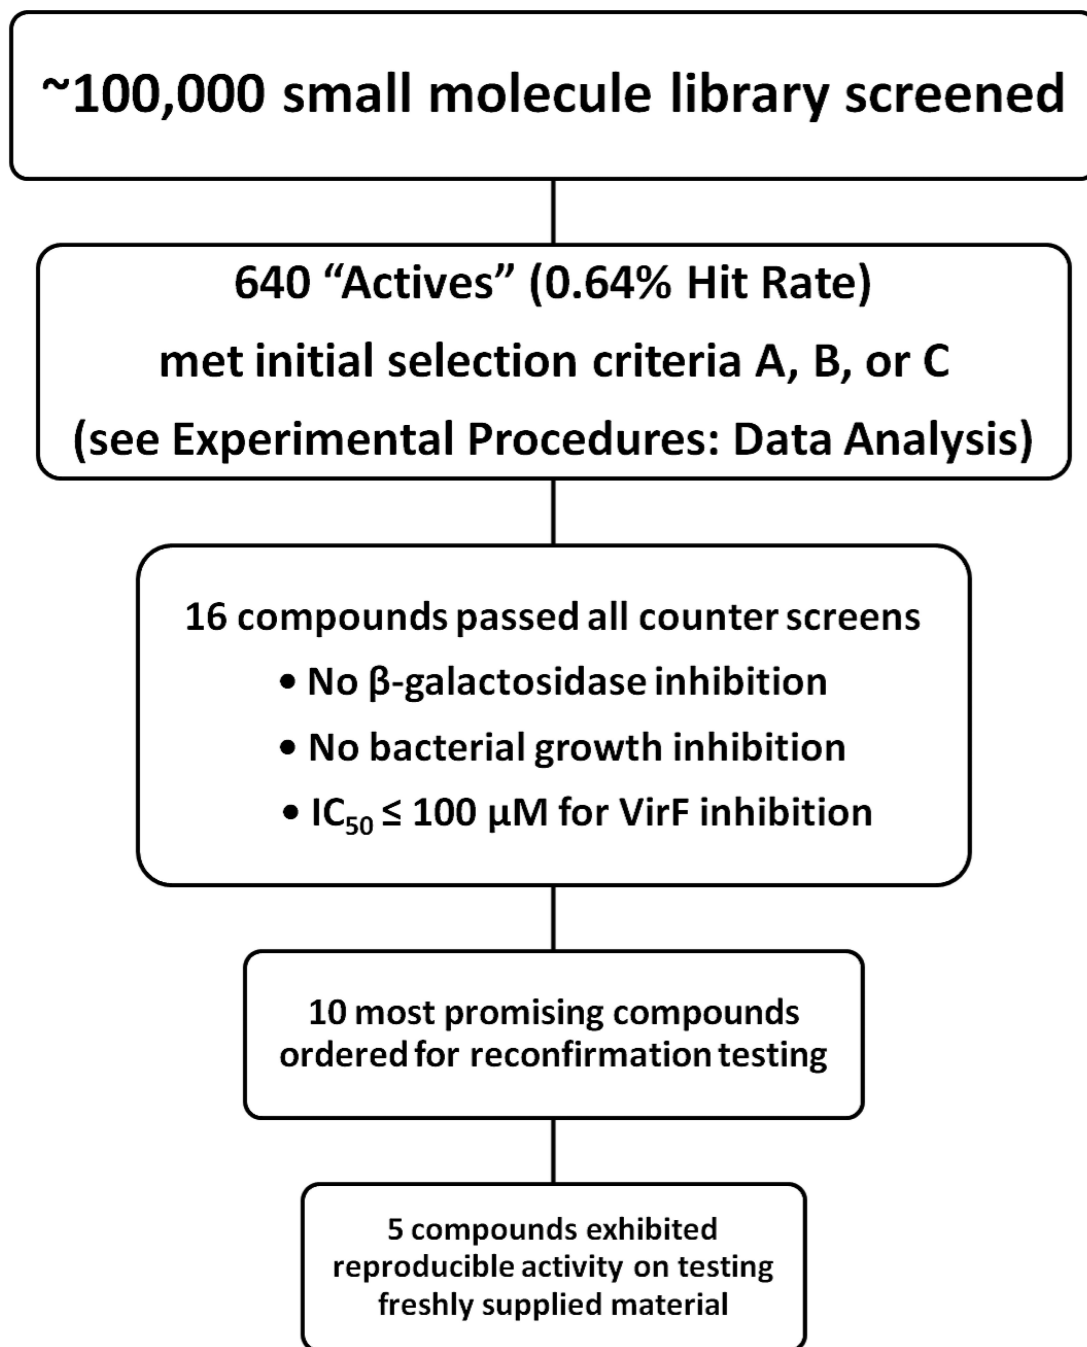 ~100,000 small molecule library screened
640 “Actives” (0.64% Hit Rate)
met initial selection criteria A, B, or C
(see Experimental Procedures: Data Analysis)
16 compounds passed all counter screens
• No β-galactosidase inhibition
• No bacterial growth inhibition
• IC50 ≤ 100 µM for VirF inhibition
10 most promising compounds
ordered for reconfirmation testing
5 compounds exhibited
reproducible activity on testing
freshly supplied material